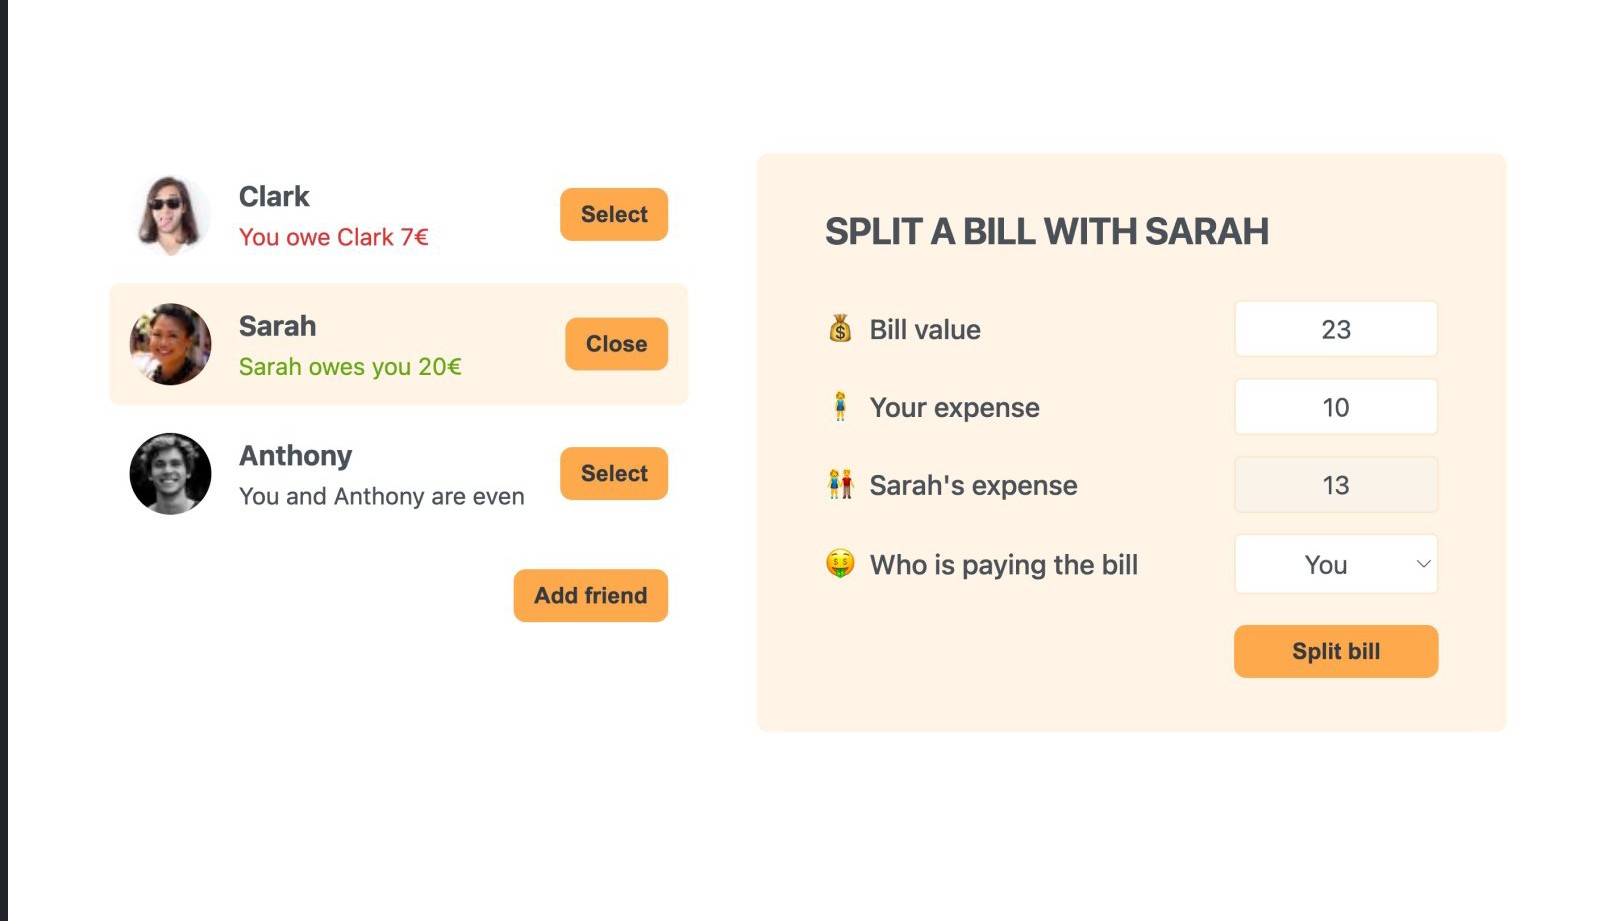 Clark
You owe Clark 7€
Select
Sarah
Sarah owes you 20€
Close
Anthony
You and Anthony are even
Select
Add friend
SPLIT A BILL WITH SARAH
💰 Bill value
23
🧍‍♀️ Your expense
10
👫 Sarah's expense
13
🤑 Who is paying the bill
You
Split bill